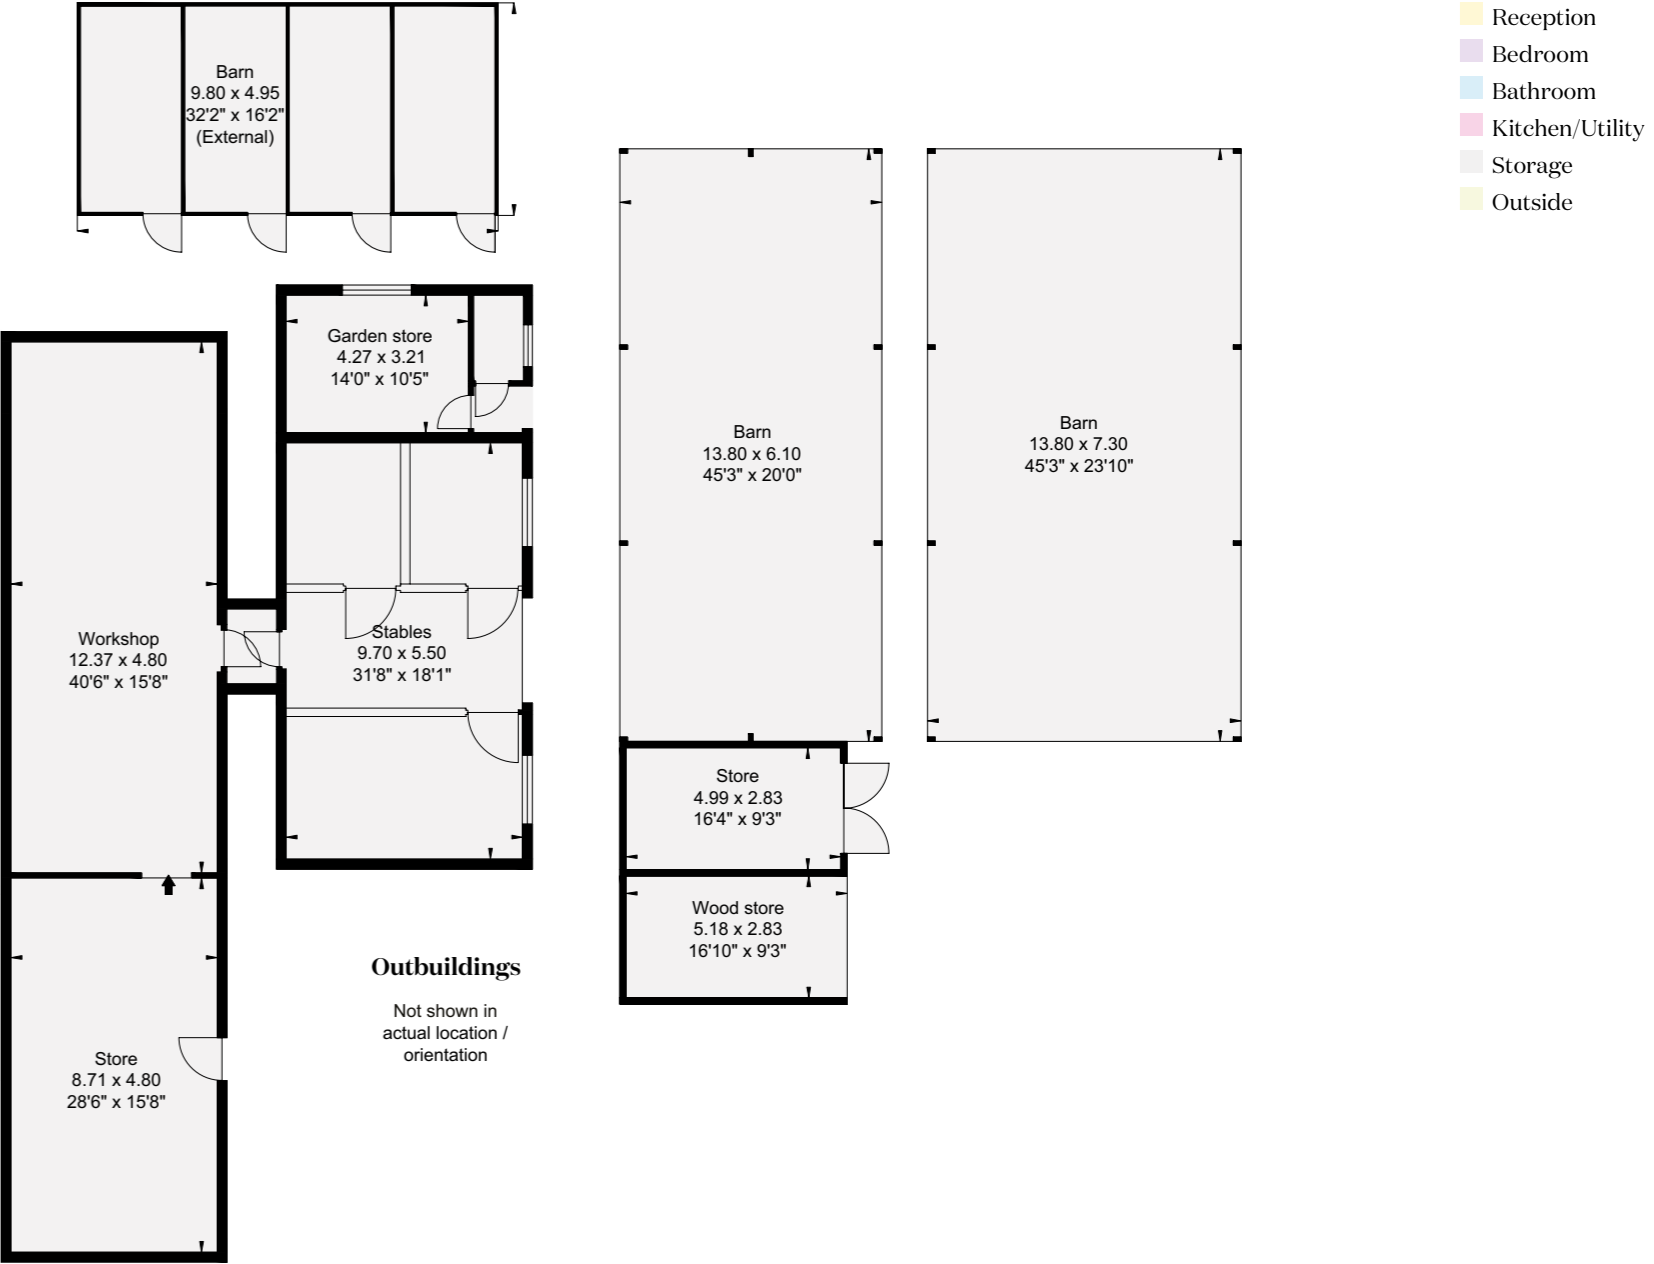 Barn
9.80 x 4.95
32'2" x 16'2"
(External)
Reception
Bedroom
Bathroom
Kitchen/Utility
Storage
Outside
Garden store
4.27 x 3.21
14'0" x 10'5"
Barn
13.80 x 6.10
45'3" x 20'0"
Barn
13.80 x 7.30
45'3" x 23'10"
Workshop
12.37 x 4.80
40'6" x 15'8"
Stables
9.70 x 5.50
31'8" x 18'1"
Store
4.99 x 2.83
16'4" x 9'3"
Wood store
5.18 x 2.83
16'10" x 9'3"
Outbuildings
Not shown in
actual location /
orientation
Store
8.71 x 4.80
28'6" x 15'8"